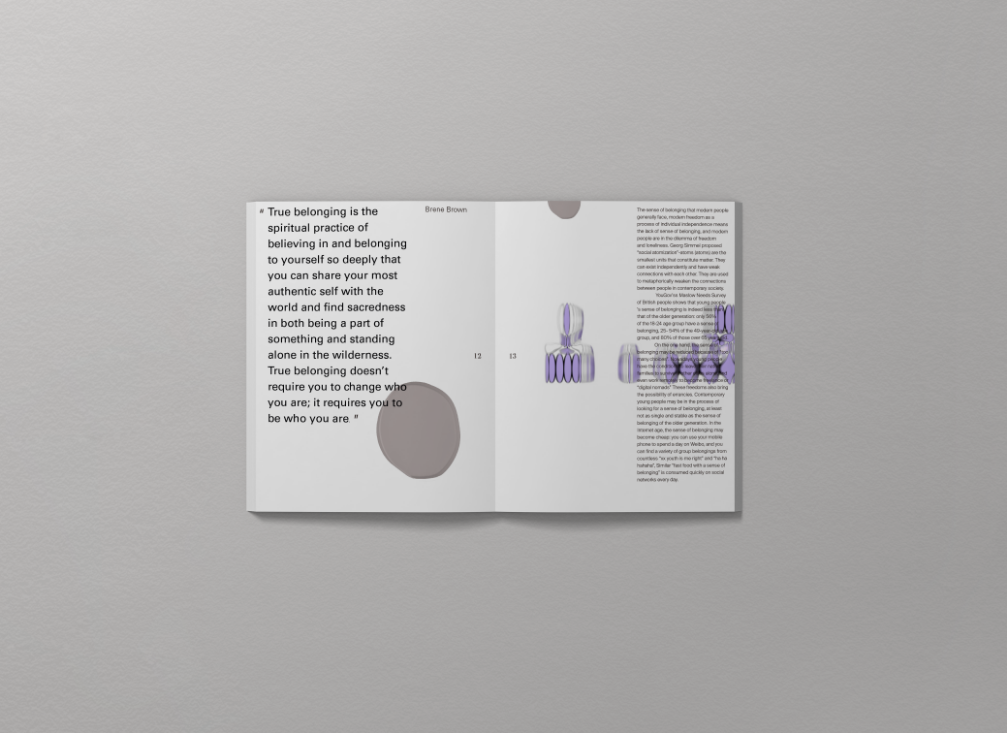 " True belonging is the
spiritual practice of
believing in and belonging
to yourself so deeply that
you can share your most
authentic self with the
world and find sacredness
in both being a part of
something and standing
alone in the wilderness.
True belonging doesn't
require you to change who
you are; it requires you to
be who you are. "
Brene Brown
12
13
The sense of belonging that modern people
generally face, modern freedom as a
process of individual independence means
the lack of sense of belonging, and modern
people are in the dilemma of freedom
and loneliness. Georg Simmel proposed
"social atomization"-atoms (atoms) are the
smallest units that constitute matter. They
can exist independently and have weak
connections with each other. They are used
to metaphorically weaken the connections
between people in contemporary society.
YouGov's Maslow Needs Survey
of British people shows that young people
's sense of belonging is indeed less than
that of the older generation: only
of the 18-24 age group have a sense of
belonging, 25- of the 49 year-old
group, and of those over
On the one hand, the sense of
belonging may be reduced because of too
many
"digital nomads". These freedoms also bring
the possibility of anxieties. Contemporary
young people may be in the process of
looking for a sense of belonging, at least
not as single and stable as the sense of
belonging of the older generation. In the
internet age, the sense of belonging may
become cheap: you can use your mobile
phone to spend a day on Weibo, and you
can find a variety of group belongings from
countless "xx youth is me right" and "ha ha
hahaha". Similar "fast food with a sense of
belonging" is consumed quickly on social
networks every day.